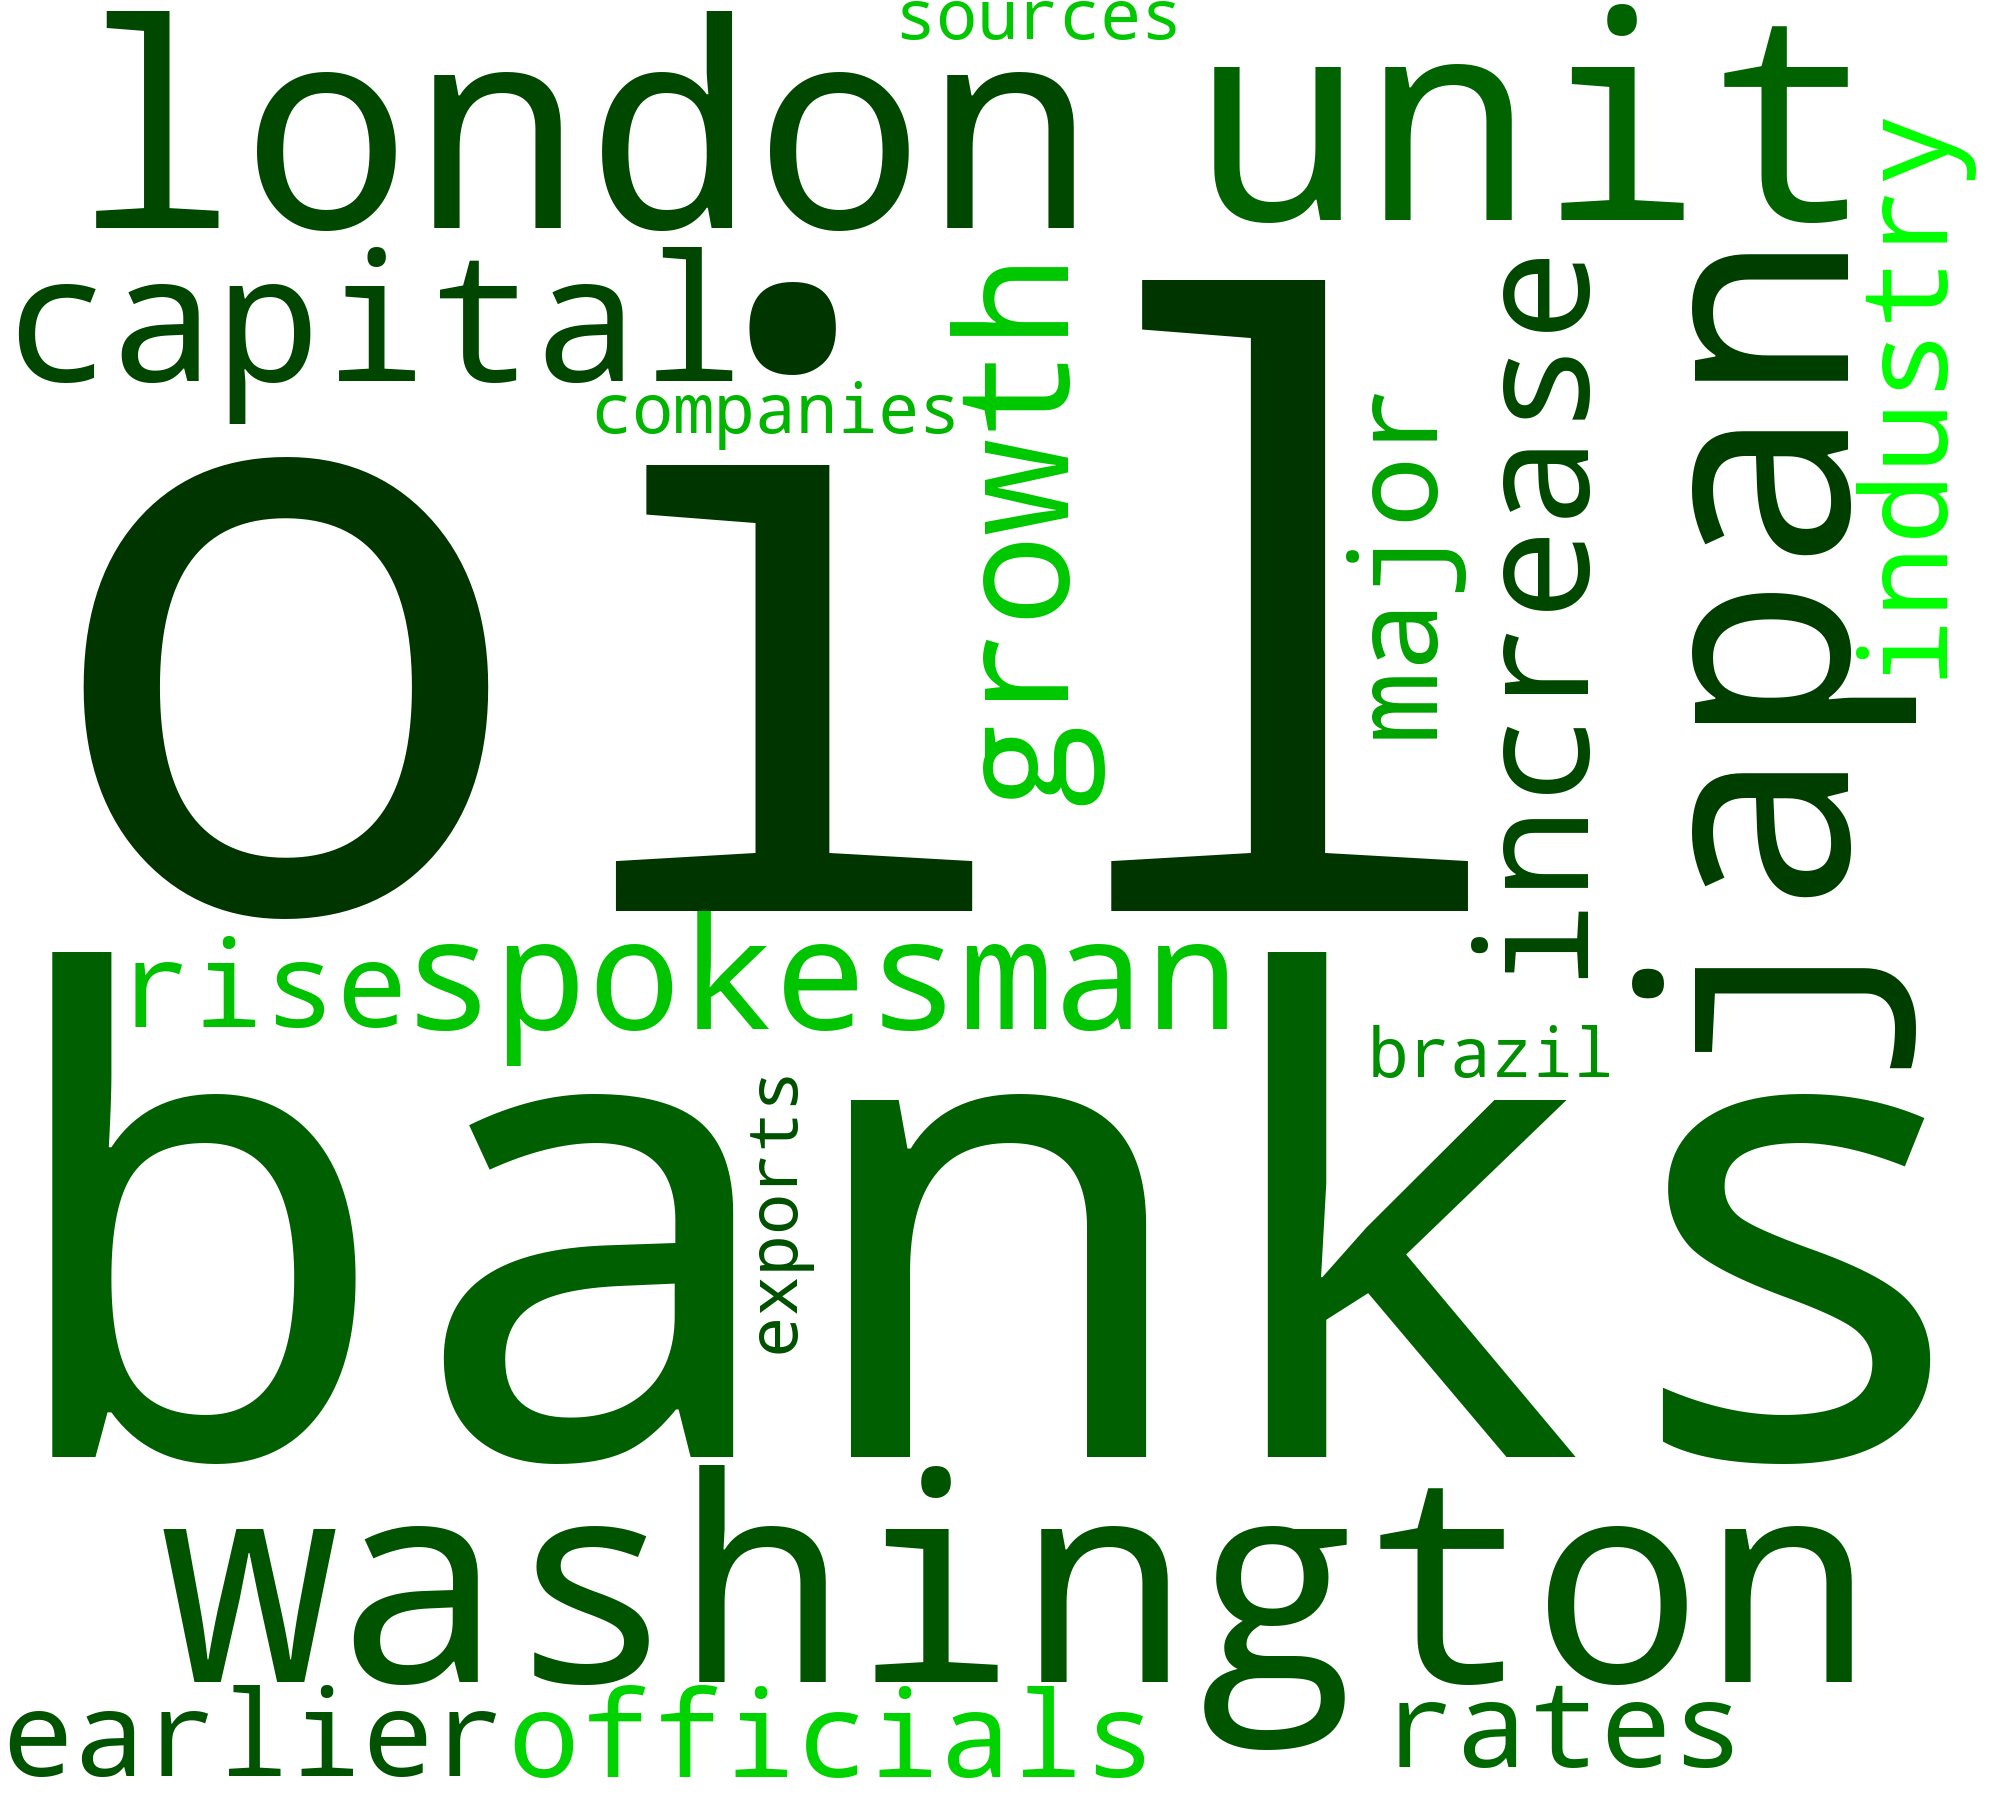 sources
london unit
capital
companies
oil
growth
major
increase
japan
industry
rise spokesman
brazil
banks
exports
washington
earlier officials rates